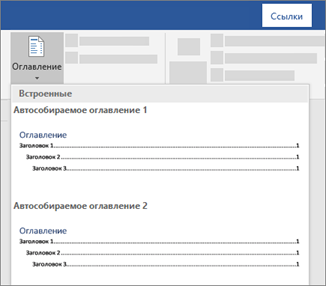 Ссылки
Оглавление
Встроенные
Автособираемое оглавление 1
Оглавление
Заголовок 1........................................................................................................1
Заголовок 2....................................................................................................1
Заголовок 3................................................................................................1
Автособираемое оглавление 2
Оглавление
Заголовок 1........................................................................................................1
Заголовок 2....................................................................................................1
Заголовок 3................................................................................................1